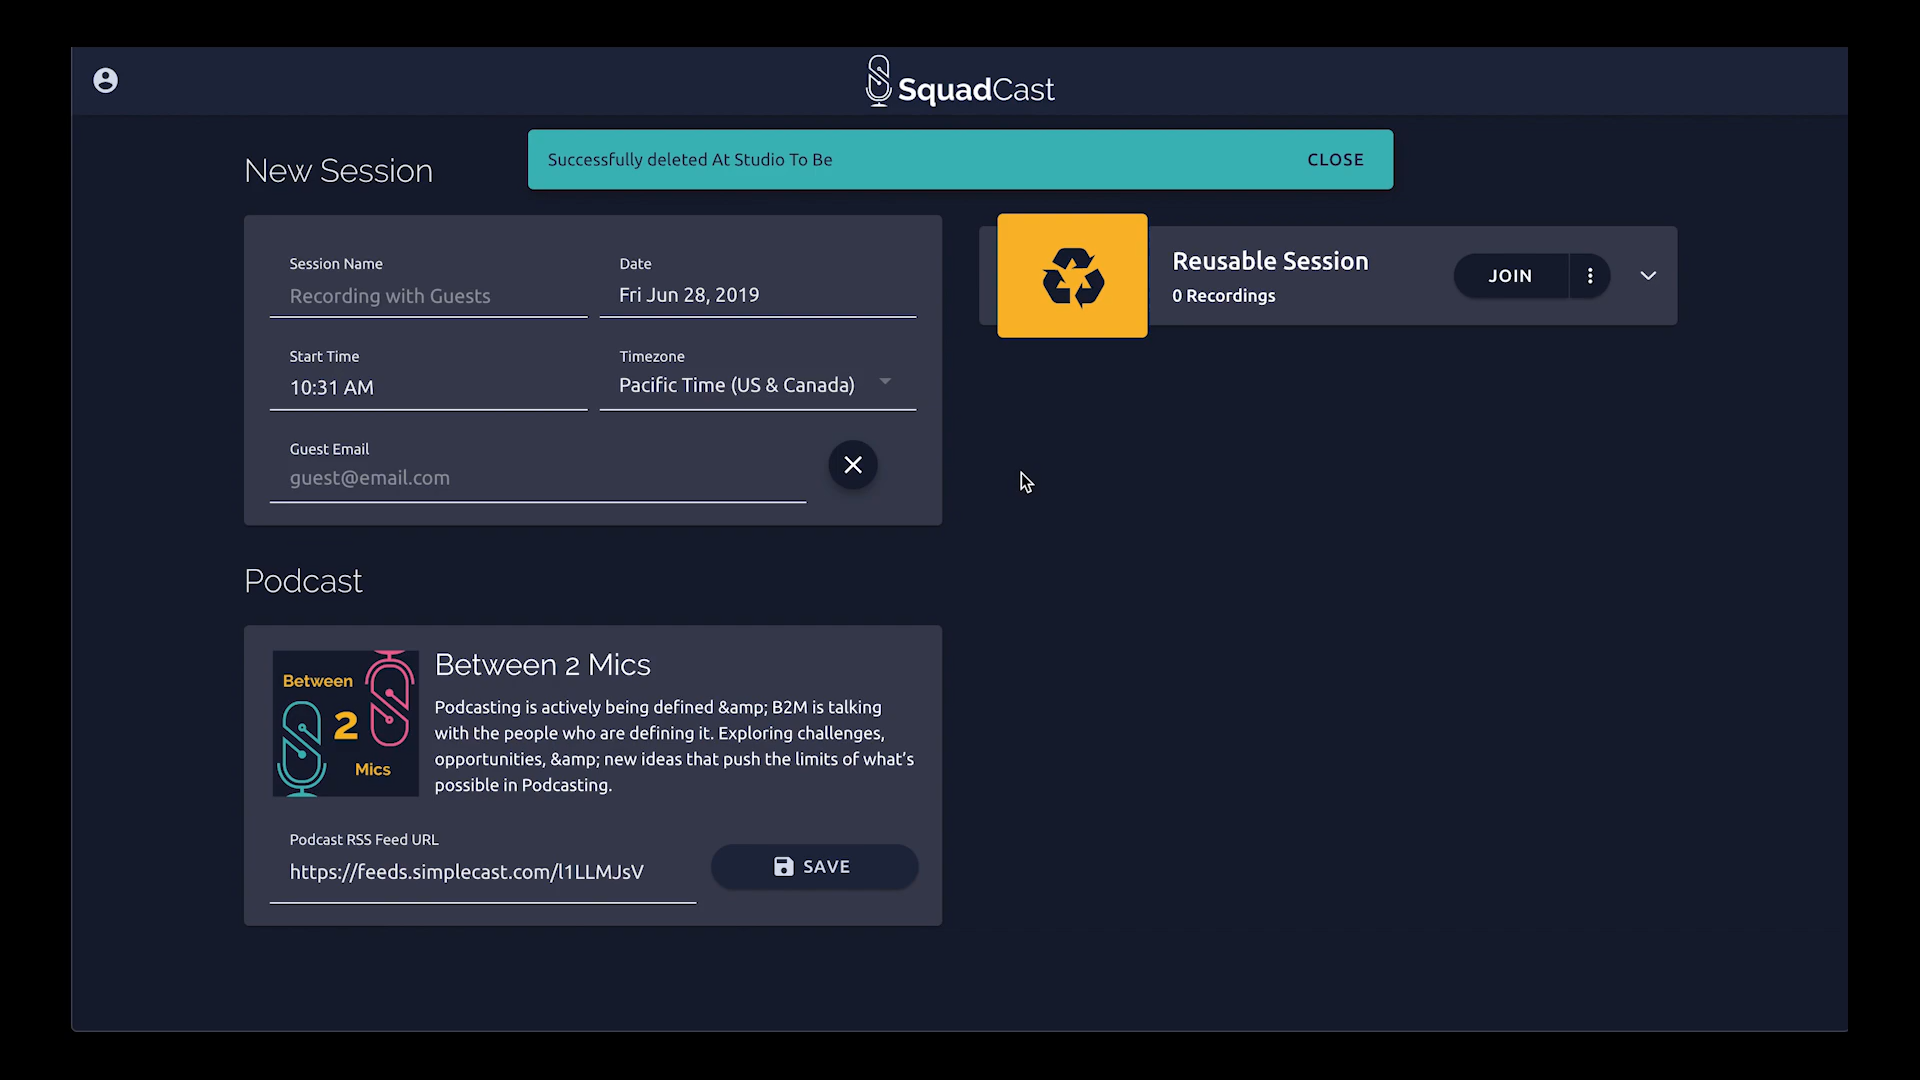 SquadCast
Successfully deleted At Studio To Be
CLOSE
New Session
Session Name
Recording with Guests
Date
Fri Jun 28, 2019
Start Time
10:31 AM
Timezone
Pacific Time (US & Canada)
Guest Email
guest@email.com
Reusable Session
0 Recordings
JOIN
Podcast
Between
2
Mics
Between 2 Mics
Podcasting is actively being defined &amp; B2M is talking
with the people who are defining it. Exploring challenges,
opportunities, &amp; new ideas that push the limits of what's
possible in Podcasting.
Podcast RSS Feed URL
https://feeds.simplecast.com/l1LLMJsV
SAVE